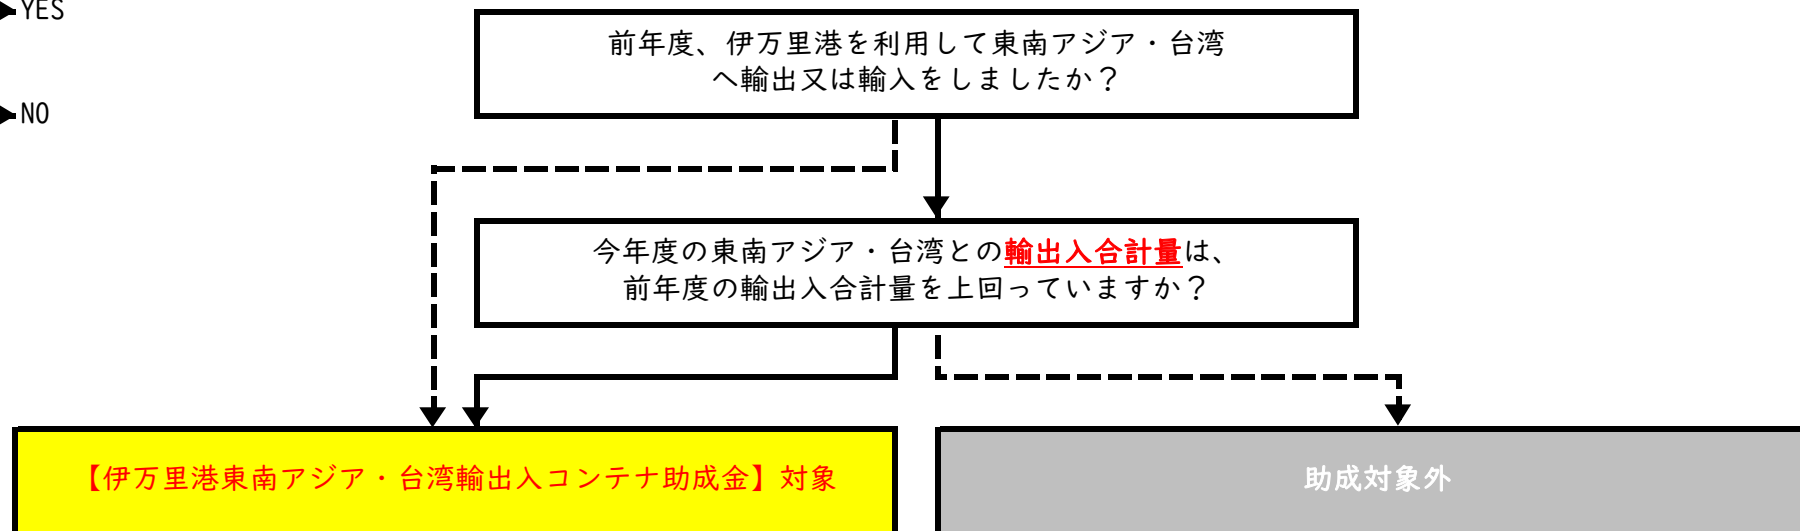 YES
前年度、伊万里港を利用して東南アジア・台湾
へ輸出又は輸入をしましたか？
NO
今年度の東南アジア・台湾との輸出入合計量は、
前年度の輸出入合計量を上回っていますか？
【伊万里港東南アジア・台湾輸出入コンテナ助成金】対象
助成対象外